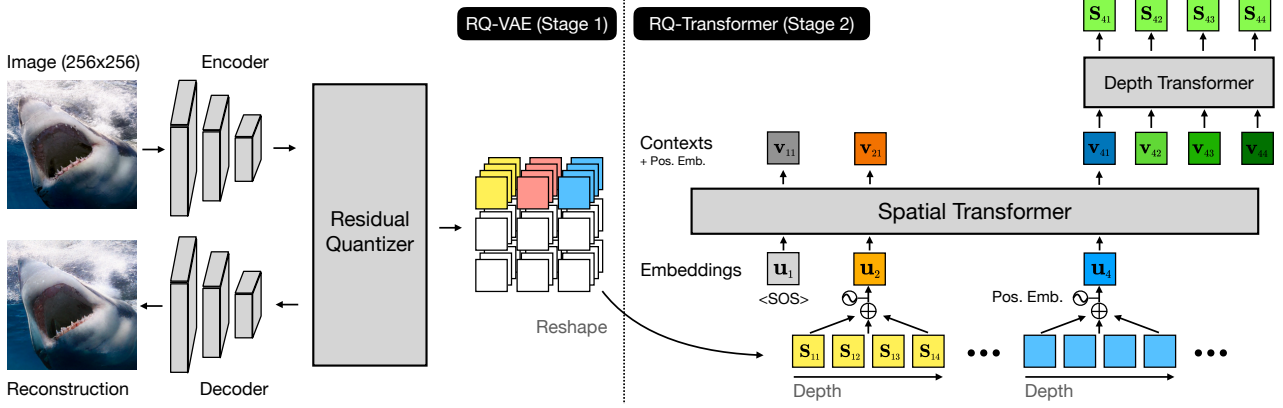 RQ-VAE (Stage 1)
RQ-Transformer (Stage 2)
Image (256x256)
Encoder
Residual
Quantizer
Reconstruction
Decoder
Reshape
S41 S42 S43 S44
Depth Transformer
v41 v42 v43 v44
Contexts
+ Pos. Emb.
v11 v21
Spatial Transformer
Embeddings
u1 u2 u4
<SOS>
Pos. Emb.
S11 S12 S13 S14
Depth
Depth